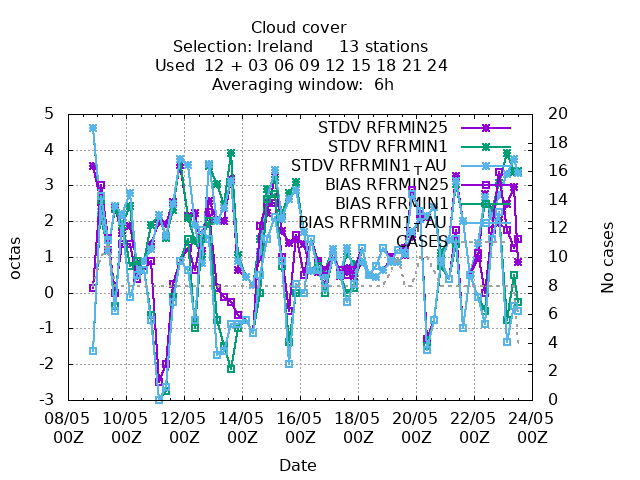 Cloud cover
Selection: Ireland 13 stations
Used 12 + 03 06 09 12 15 18 21 24
Averaging window: 6h
STDV RFRMIN25
STDV RFRMIN1
STDV RFRMIN1-AU
BIAS RFRMIN25
BIAS RFRMIN1
BIAS RFRMIN1-AU
CASES
octas
5
4
3
2
1
0
-1
-2
-3
No cases
20
18
16
14
12
10
8
6
4
2
0
08/05 10/05 12/05 14/05 16/05 18/05 20/05 22/05 24/05
00Z 00Z 00Z 00Z 00Z 00Z 00Z 00Z 00Z
Date